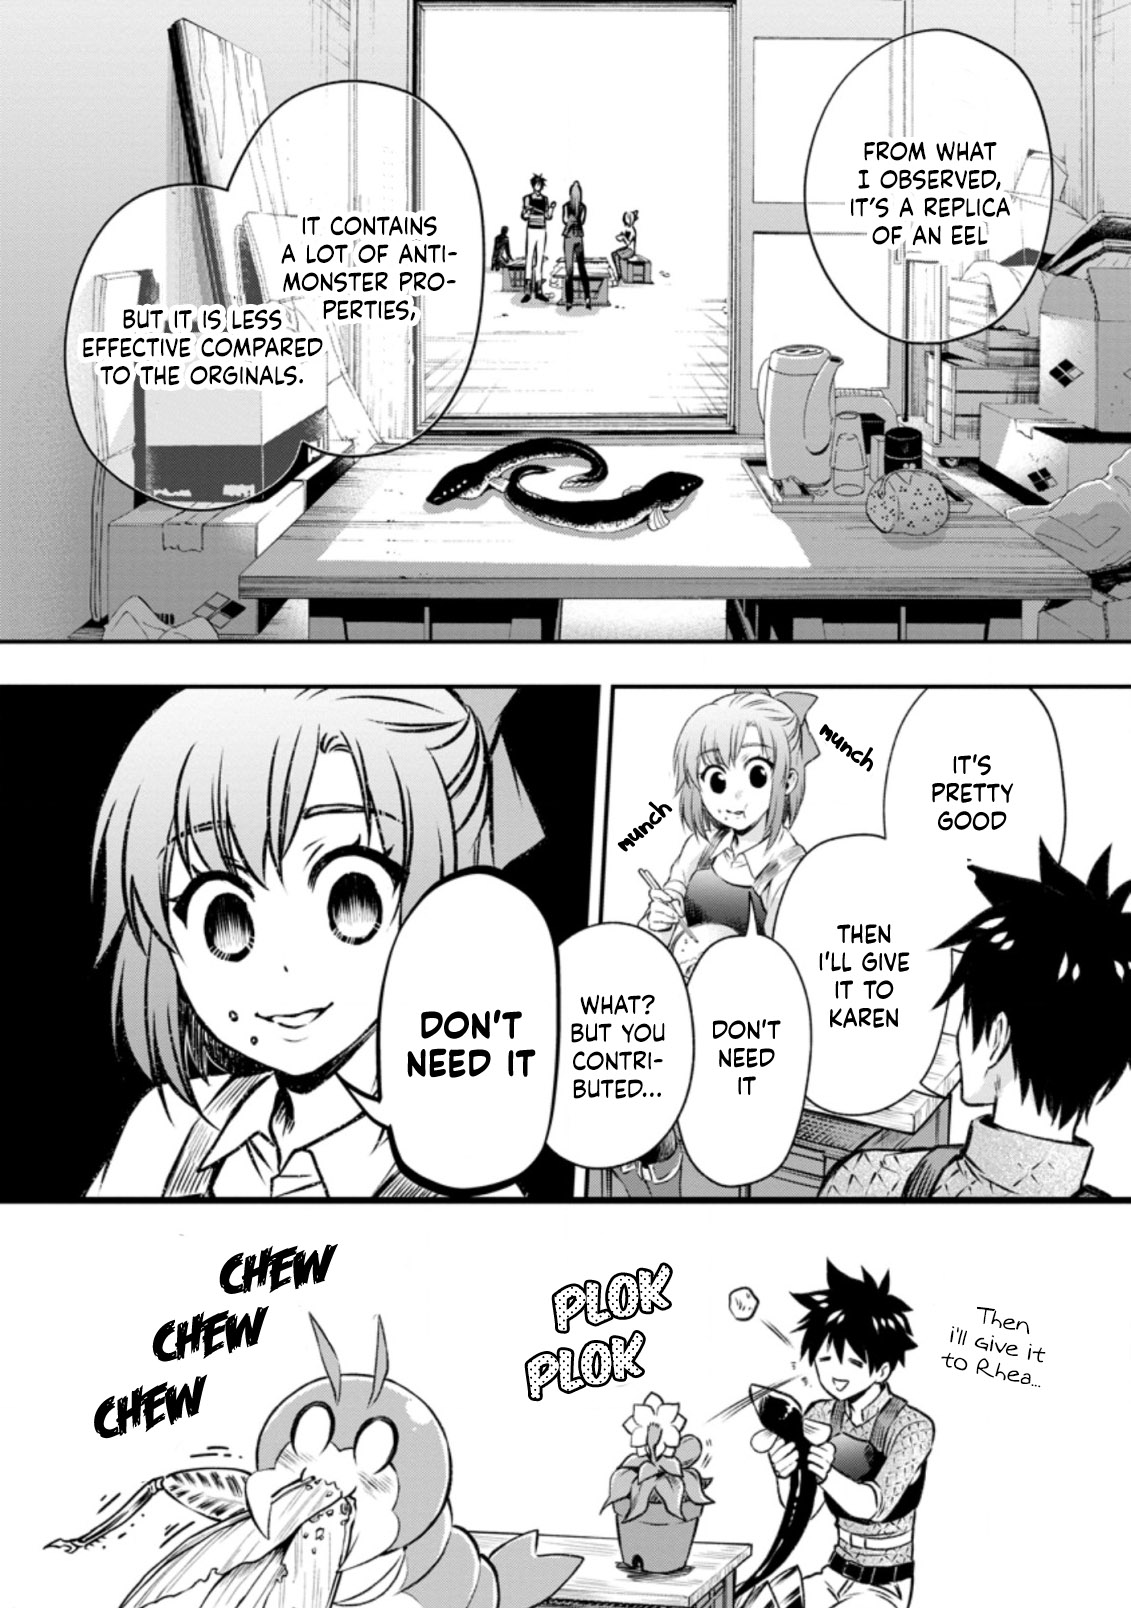 FROM WHAT
I OBSERVED,
IT'S A REPLICA
OF AN EEL
IT CONTAINS
A LOT OF ANTI-
MONSTER PRO-
PERTIES,
BUT IT IS LESS
EFFECTIVE COMPARED
TO THE ORGINALS.
IT'S
PRETTY
GOOD
munch
munch
THEN
I'LL GIVE
IT TO
KAREN
DON'T
NEED
IT
WHAT?
BUT YOU
CONTRI-
BUTED...
DON'T
NEED IT
Then
i'll Give it
to Rhea...
PLOK
PLOK
CHEW
CHEW
CHEW